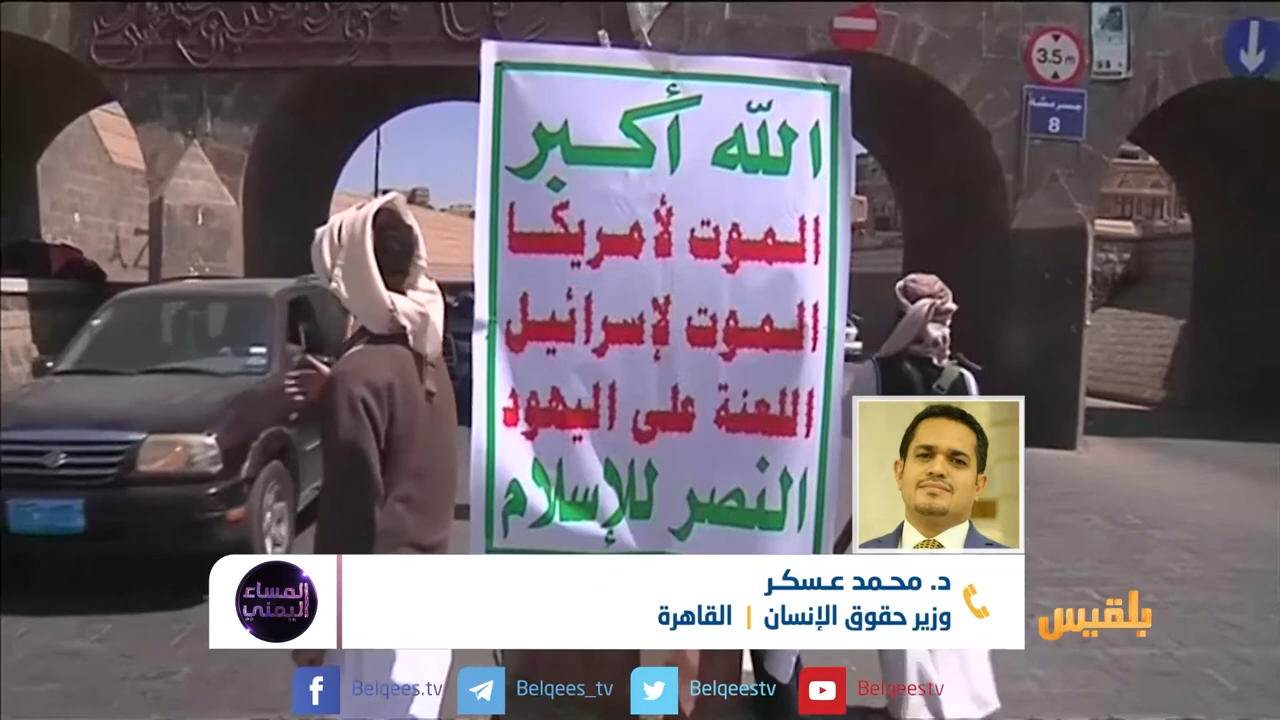 3.5 m
8
الله أكبر
الموت لأمريكا
الموت لإسرائيل
اللعنة على اليهود
النصر للإسلام
د. محمد عسكر
وزير حقوق الإنسان | القاهرة
المساء
اليمني
بلقيس
Belqees.tv
Belqees_tv
Belqeestv
Belqeestv